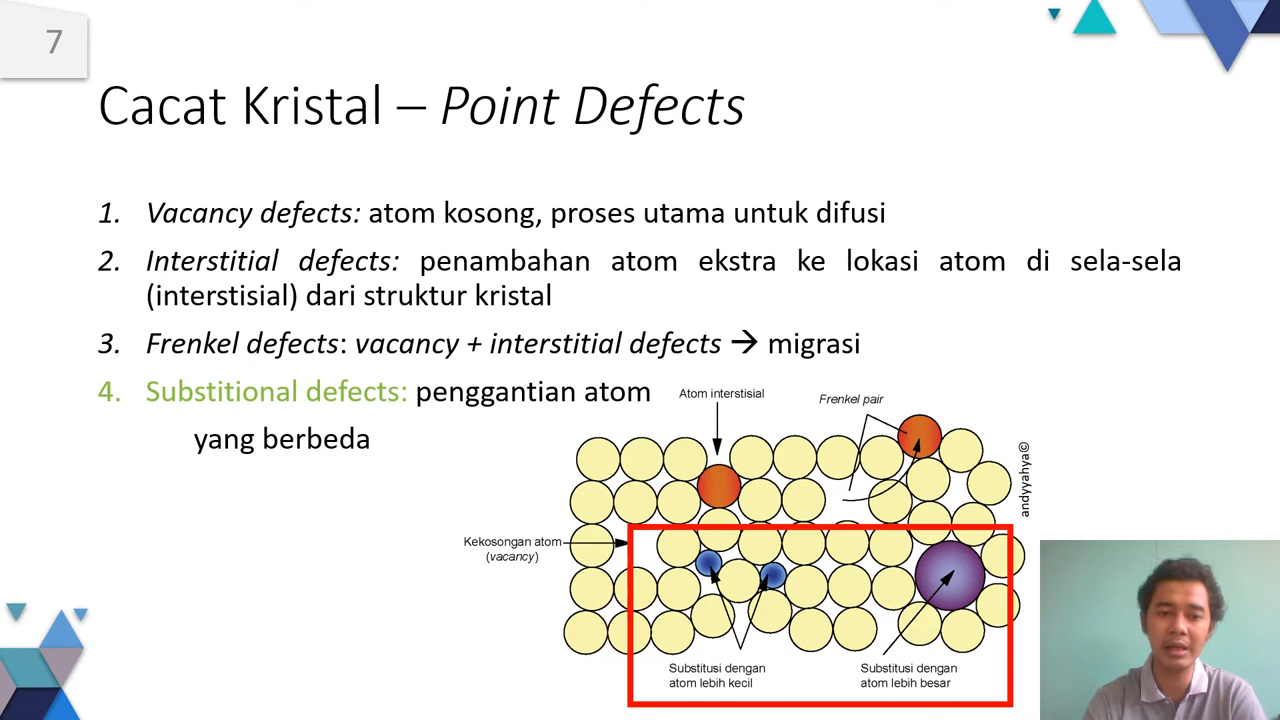 7
Cacat Kristal – Point Defects
1. Vacancy defects: atom kosong, proses utama untuk difusi
2. Interstitial defects: penambahan atom ekstra ke lokasi atom di sela-sela
(interstisial) dari struktur kristal
3. Frenkel defects: vacancy + interstitial defects → migrasi
4. Substitional defects: penggantian atom
yang berbeda
Atom interstisial
Frenkel pair
andyyahya©
Kekosongan atom
(vacancy)
Substitusi dengan
atom lebih kecil
Substitusi dengan
atom lebih besar